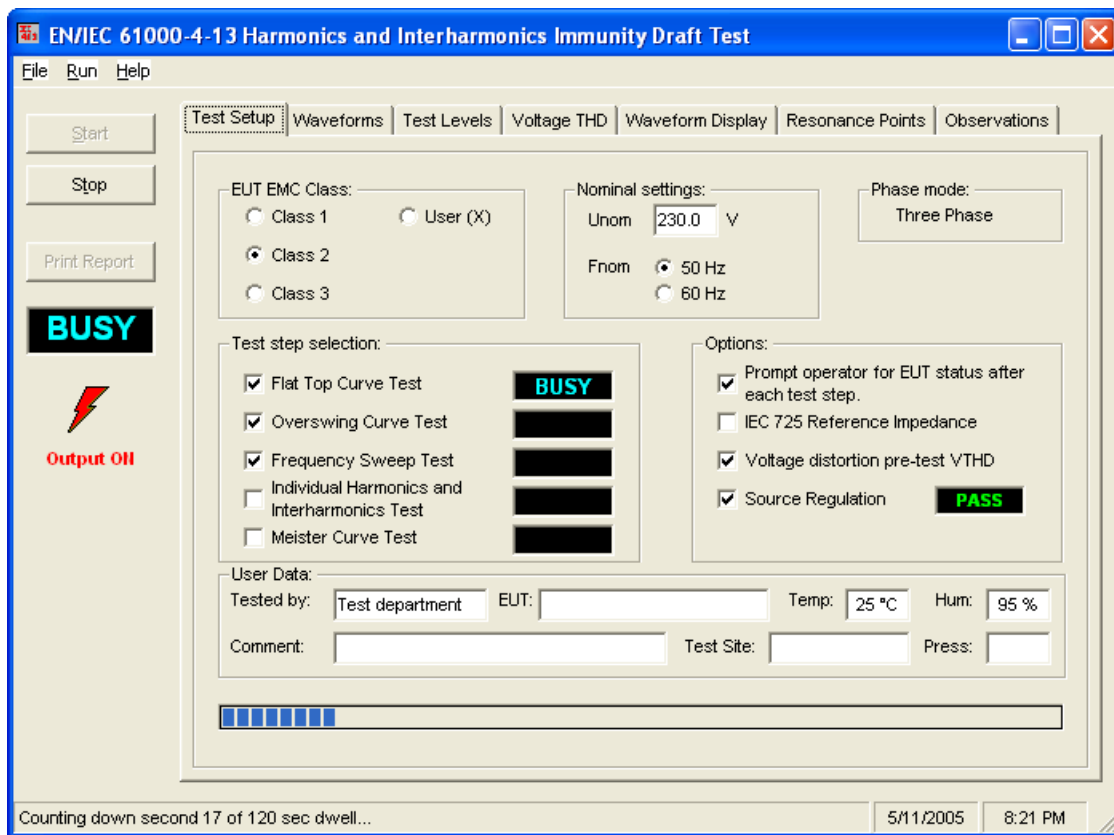 EN/IEC 61000-4-13 Harmonics and Interharmonics Immunity Draft Test
File Run Help
Start
Stop
Print Report
BUSY
Output ON
Test Setup Waveforms Test Levels Voltage THD Waveform Display Resonance Points Observations
EUT EMC Class:
Class 1 User (X)
Class 2
Class 3
Nominal settings:
Unom 230.0 V
Fnom 50 Hz
60 Hz
Phase mode:
Three Phase
Test step selection:
Flat Top Curve Test BUSY
Overswing Curve Test
Frequency Sweep Test
Individual Harmonics and
Interharmonics Test
Meister Curve Test
Options:
Prompt operator for EUT status after
each test step.
IEC 725 Reference Impedance
Voltage distortion pre-test VTHD
Source Regulation PASS
User Data:
Tested by: Test department EUT: Temp: 25 °C Hum: 95 %
Comment: Test Site: Press:
Counting down second 17 of 120 sec dwell... 5/11/2005 8:21 PM